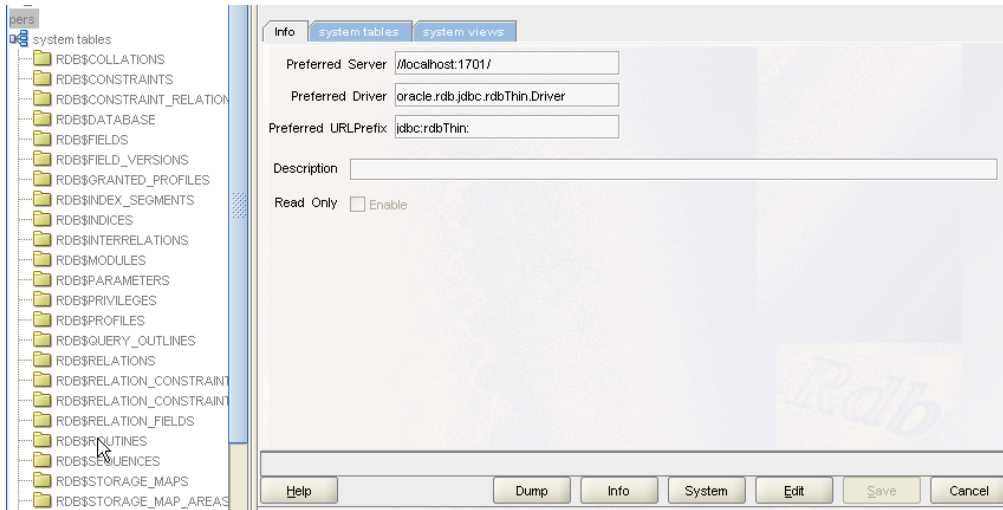 pers
system tables
RDB$COLLATIONS
RDB$CONSTRAINTS
RDB$CONSTRAINT_RELATION
RDB$DATABASE
RDB$FIELDS
RDB$FIELD_VERSIONS
RDB$GRANTED_PROFILES
RDB$INDEX_SEGMENTS
RDB$INDICES
RDB$INTERRELATIONS
RDB$MODULES
RDB$PARAMETERS
RDB$PRIVILEGES
RDB$PROFILES
RDB$QUERY_OUTLINES
RDB$RELATIONS
RDB$RELATION_CONSTRAINT
RDB$RELATION_CONSTRAINT
RDB$RELATION_FIELDS
RDB$ROUTINES
RDB$SEQUENCES
RDB$STORAGE_MAPS
RDB$STORAGE_MAP_AREAS
Info system tables system views
Preferred Server //localhost:1701/
Preferred Driver oracle.rdb.jdbc.rdbThin.Driver
Preferred URLPrefix jdbc:rdbThin:
Description
Read Only Enable
Rdb
Help Dump Info System Edit Save Cancel